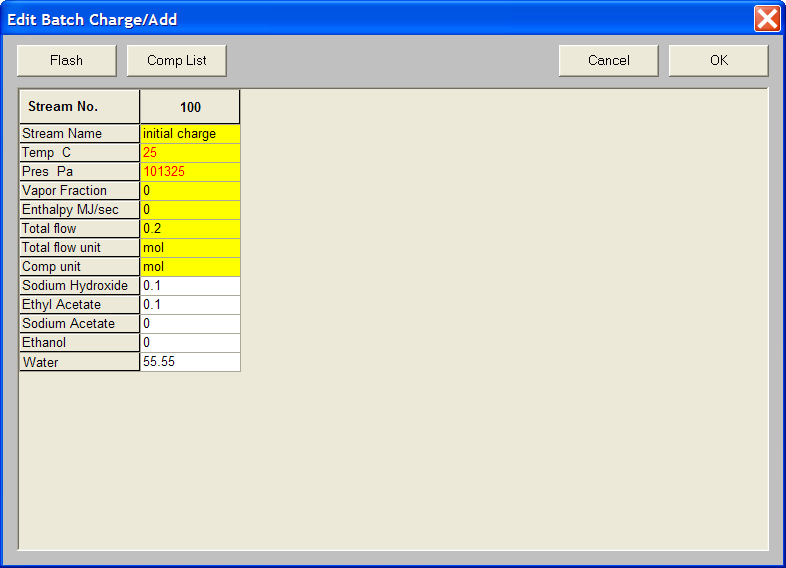 Edit Batch Charge/Add
Flash Comp List Cancel OK
Stream No. 100
Stream Name initial charge
Temp C 25
Pres Pa 101325
Vapor Fraction 0
Enthalpy MJ/sec 0
Total flow 0.2
Total flow unit mol
Comp unit mol
Sodium Hydroxide 0.1
Ethyl Acetate 0.1
Sodium Acetate 0
Ethanol 0
Water 55.55